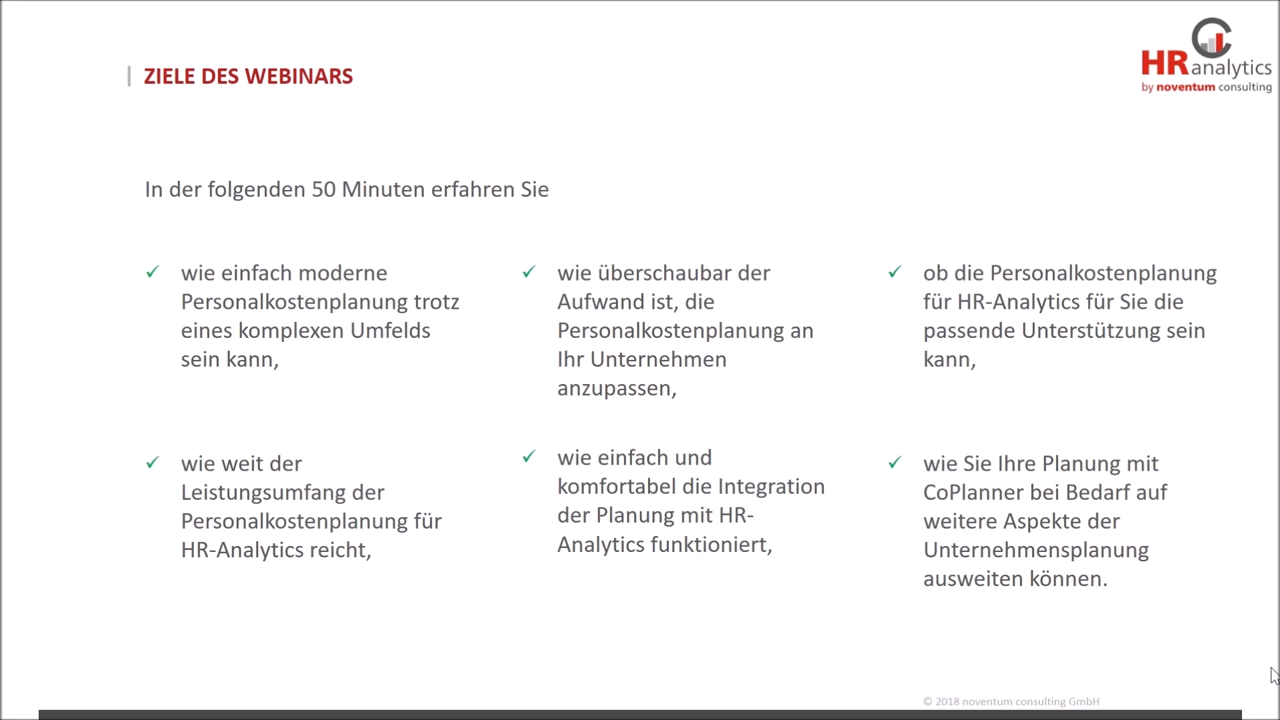 ZIELE DES WEBINARS
HR analytics
by noventum consulting
In der folgenden 50 Minuten erfahren Sie
✓ wie einfach moderne
Personalkostenplanung trotz
eines komplexen Umfelds
sein kann,
✓ wie überschaubar der
Aufwand ist, die
Personalkostenplanung an
Ihr Unternehmen
anzupassen,
✓ ob die Personalkostenplanung
für HR-Analytics für Sie die
passende Unterstützung sein
kann,
✓ wie weit der
Leistungsumfang der
Personalkostenplanung für
HR-Analytics reicht,
✓ wie einfach und
komfortabel die Integration
der Planung mit HR-
Analytics funktioniert,
✓ wie Sie Ihre Planung mit
CoPlanner bei Bedarf auf
weitere Aspekte der
Unternehmensplanung
ausweiten können.
© 2018 noventum consulting GmbH